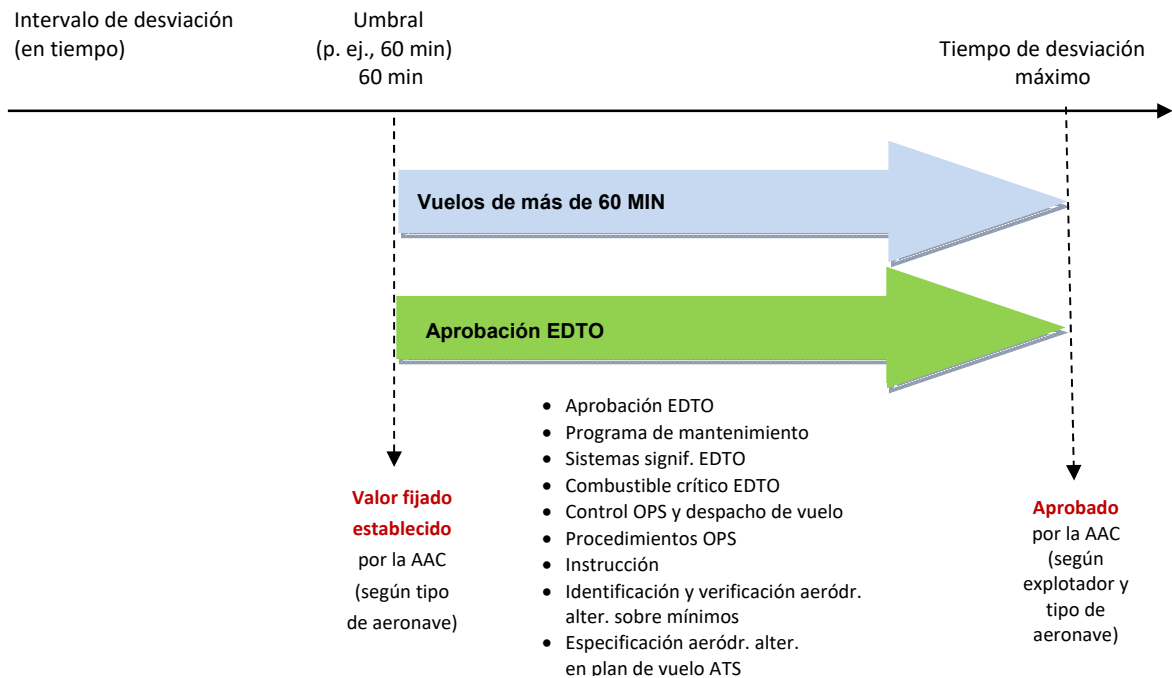 Intervalo de desviación
(en tiempo)
Umbral
(p. ej., 60 min)
60 min
Tiempo de desviación
máximo
Vuelos de más de 60 MIN
Aprobación EDTO
Valor fijado
establecido
por la AAC
(según tipo
de aeronave)
• Aprobación EDTO
• Programa de mantenimiento
• Sistemas signif. EDTO
• Combustible crítico EDTO
• Control OPS y despacho de vuelo
• Procedimientos OPS
• Instrucción
• Identificación y verificación aeródr.
alter. sobre mínimos
• Especificación aeródr. alter.
en plan de vuelo ATS
Aprobado
por la AAC
(según
explotador y
tipo de
aeronave)